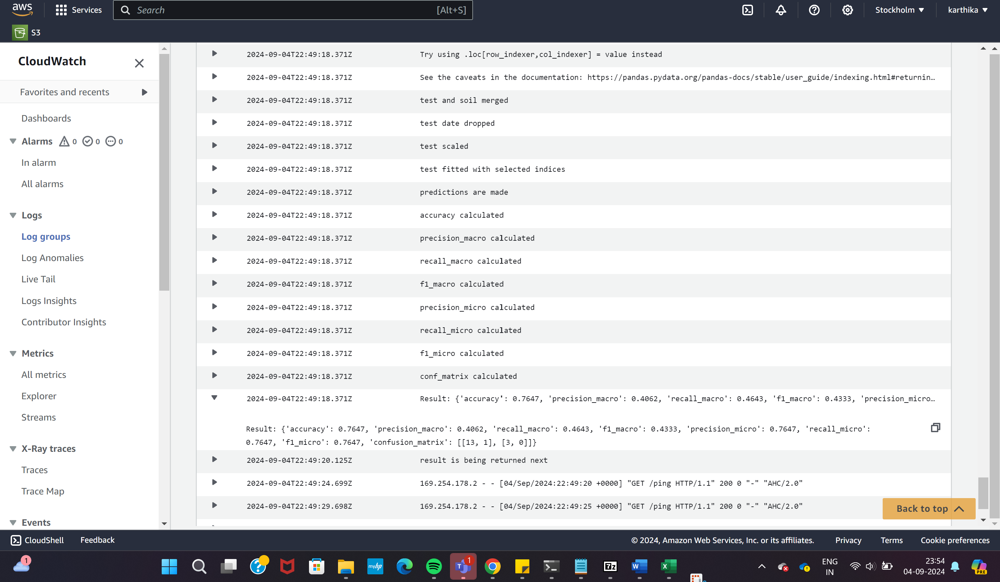 aws
Services
Search
[Alt+S]
Stockholm
karthika
S3
CloudWatch
Favorites and recents
Dashboards
Alarms 0 0 0
In alarm
All alarms
Logs
Log groups
Log Anomalies
Live Tail
Logs Insights
Contributor Insights
Metrics
All metrics
Explorer
Streams
X-Ray traces
Traces
Trace Map
Events
2024-09-04T22:49:18.371Z Try using .loc[row_indexer,col_indexer] = value instead
2024-09-04T22:49:18.371Z See the caveats in the documentation: https://pandas.pydata.org/pandas-docs/stable/user_guide/indexing.html#returnin…
2024-09-04T22:49:18.371Z test and soil merged
2024-09-04T22:49:18.371Z test date dropped
2024-09-04T22:49:18.371Z test scaled
2024-09-04T22:49:18.371Z test fitted with selected indices
2024-09-04T22:49:18.371Z predictions are made
2024-09-04T22:49:18.371Z accuracy calculated
2024-09-04T22:49:18.371Z precision_macro calculated
2024-09-04T22:49:18.371Z recall_macro calculated
2024-09-04T22:49:18.371Z f1_macro calculated
2024-09-04T22:49:18.371Z precision_micro calculated
2024-09-04T22:49:18.371Z recall_micro calculated
2024-09-04T22:49:18.371Z f1_micro calculated
2024-09-04T22:49:18.371Z conf_matrix calculated
2024-09-04T22:49:18.371Z Result: {'accuracy': 0.7647, 'precision_macro': 0.4062, 'recall_macro': 0.4643, 'f1_macro': 0.4333, 'precision_micro…
Result: {'accuracy': 0.7647, 'precision_macro': 0.4062, 'recall_macro': 0.4643, 'f1_macro': 0.4333, 'precision_micro': 0.7647, 'recall_micro':
0.7647, 'f1_micro': 0.7647, 'confusion_matrix': [[13, 1], [3, 0]]}
2024-09-04T22:49:20.125Z result is being returned next
2024-09-04T22:49:24.699Z 169.254.178.2 - - [04/Sep/2024:22:49:20 +0000] "GET /ping HTTP/1.1" 200 0 "-" "AHC/2.0"
2024-09-04T22:49:29.698Z 169.254.178.2 - - [04/Sep/2024:22:49:25 +0000] "GET /ping HTTP/1.1" 200 0 "-" "AHC/2.0"
Back to top
CloudShell
Feedback
© 2024, Amazon Web Services, Inc. or its affiliates.
Privacy
Terms
Cookie preferences
1
myhp
T
1
7z
W
X
ENG
IN
23:54
04-09-2024
PRE